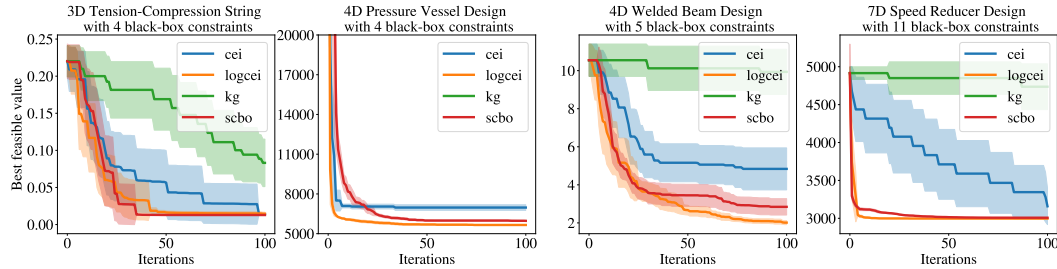 3D Tension-Compression String
with 4 black-box constraints
Best feasible value
0.25
0.20
0.15
0.10
0.05
0.00
cei
logcei
kg
scbo
0
50
100
Iterations
4D Pressure Vessel Design
with 4 black-box constraints
20000
17000
14000
11000
8000
5000
cei
logcei
kg
scbo
50
100
Iterations
4D Welded Beam Design
with 5 black-box constraints
10
8
6
4
2
cei
logcei
kg
scbo
0
50
100
Iterations
7D Speed Reducer Design
with 11 black-box constraints
5000
4500
4000
3500
3000
cei
logcei
kg
scbo
0
50
100
Iterations